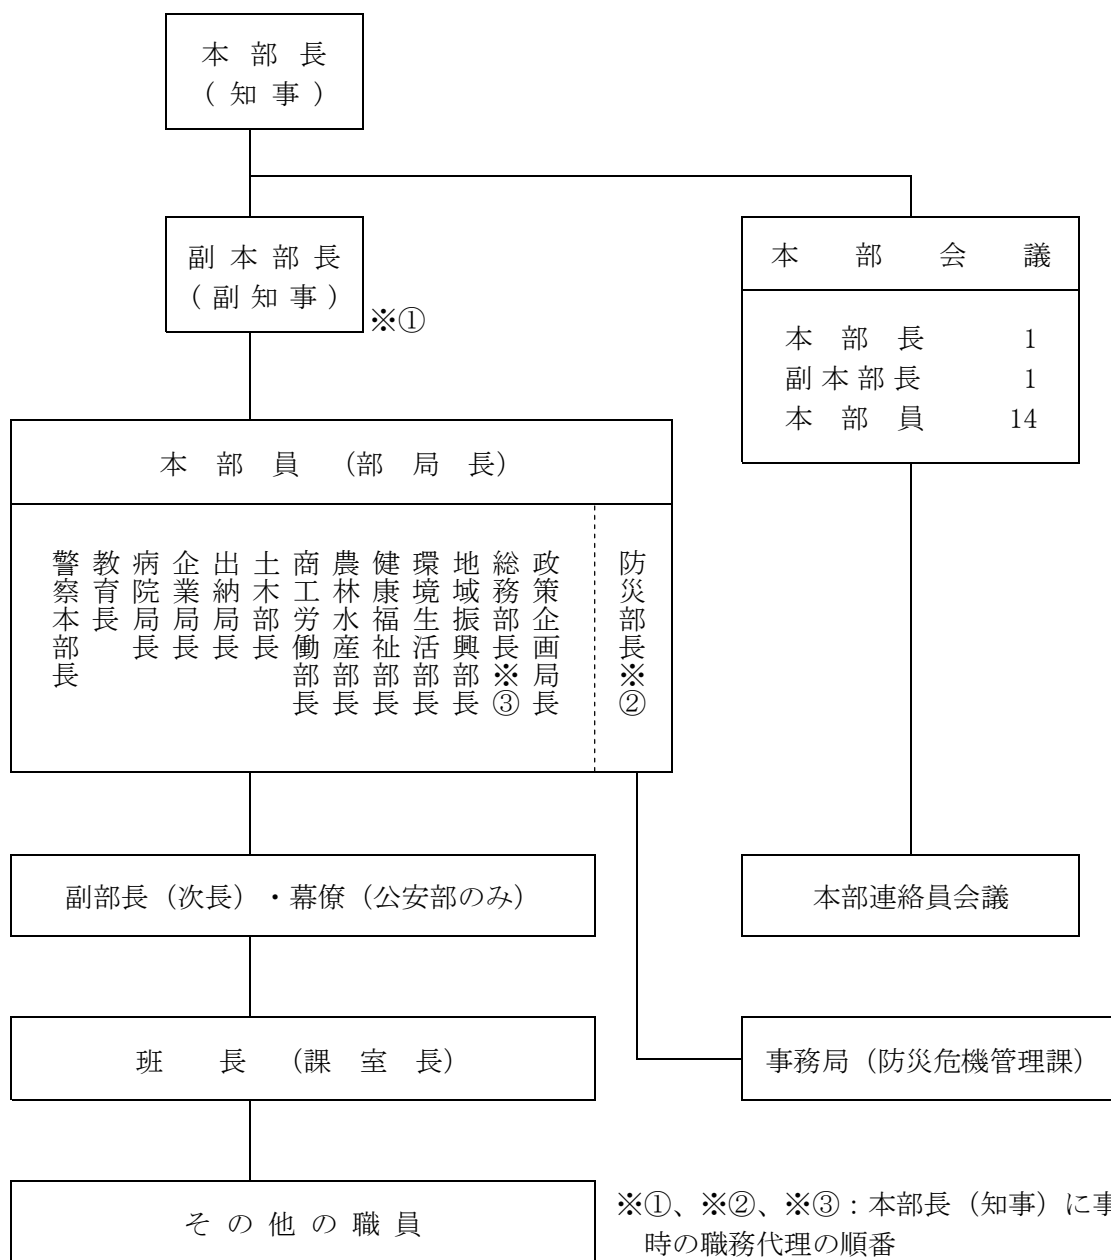 本部長
(知事)
副本部長
(副知事)
※①
本部会議
本部長 1
副本部長 1
本部員 14
本部員 (部局長)
防災部長※②
政策企画局長
総務部長※③
地域振興部長
環境生活部長
健康福祉部長
農林水産部長
商工労働部長
土木部長
出納局長
企業局長
病院局長
教育長
警察本部長
副部長(次長)・幕僚(公安部のみ)
本部連絡員会議
班長 (課室長)
事務局(防災危機管理課)
その他の職員
※①、※②、※③:本部長(知事)に事
時の職務代理の順番